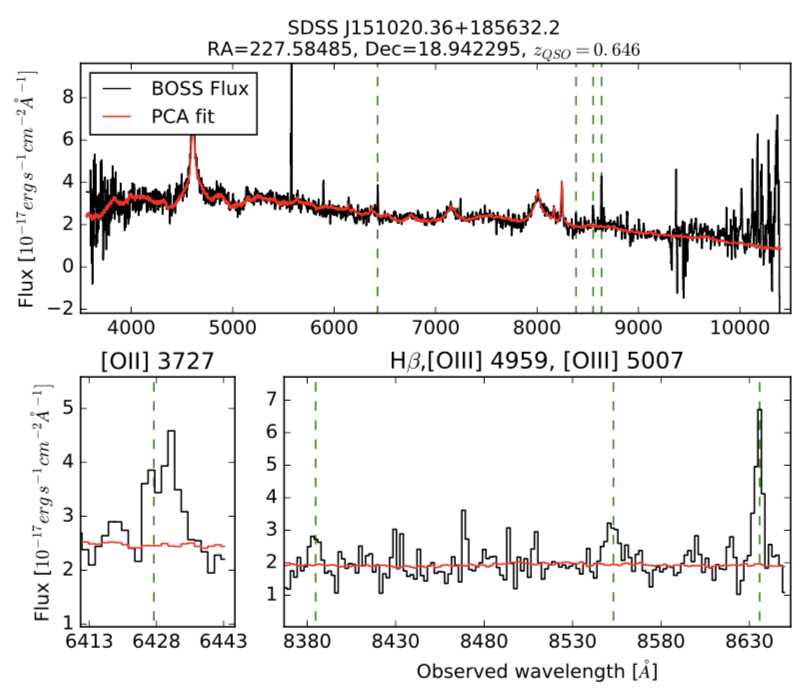 SDSS J151020.36+185632.2
RA=227.58485, Dec=18.942295, z_QSO = 0.646
Flux [10⁻¹⁷ erg s⁻¹ cm⁻² Å⁻¹]
8
6
4
2
0
−2
BOSS Flux
PCA fit
4000 5000 6000 7000 8000 9000 10000
[OII] 3727
Flux [10⁻¹⁷ erg s⁻¹ cm⁻² Å⁻¹]
5
4
3
2
1
6413 6428 6443
Hβ,[OIII] 4959, [OIII] 5007
7
6
5
4
3
2
1
8380 8430 8480 8530 8580 8630
Observed wavelength [Å]